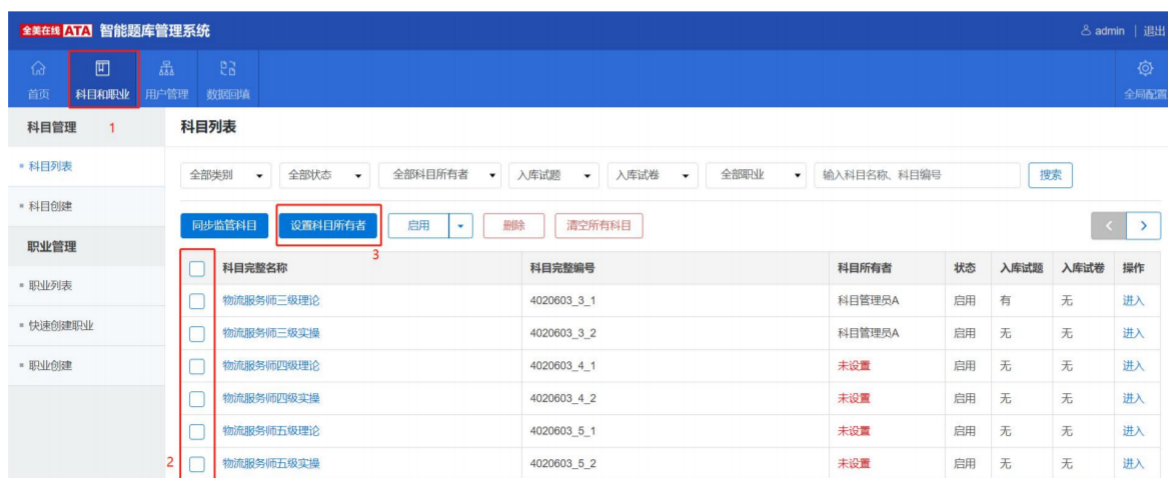 全美在线 ATA 智能题库管理系统 admin | 退出
首页 科目和职业 用户管理 数据回填 全局配置
科目管理 1 科目列表
科目列表 全部类别 全部状态 全部科目所有者 入库试题 入库试卷 全部职业 输入科目名称、科目编号 搜索
科目创建 同步监管科目 设置科目所有者 启用 删除 清空所有科目 < >
3
职业管理 科目完整名称 科目完整编号 科目所有者 状态 入库试题 入库试卷 操作
职业列表 物流服务师三级理论 4020603_3_1 科目管理员A 启用 有 无 进入
快速创建职业 物流服务师三级实操 4020603_3_2 科目管理员A 启用 无 无 进入
职业创建 物流服务师四级理论 4020603_4_1 未设置 启用 无 无 进入
物流服务师四级实操 4020603_4_2 未设置 启用 无 无 进入
物流服务师五级理论 4020603_5_1 未设置 启用 无 无 进入
2 物流服务师五级实操 4020603_5_2 未设置 启用 无 无 进入